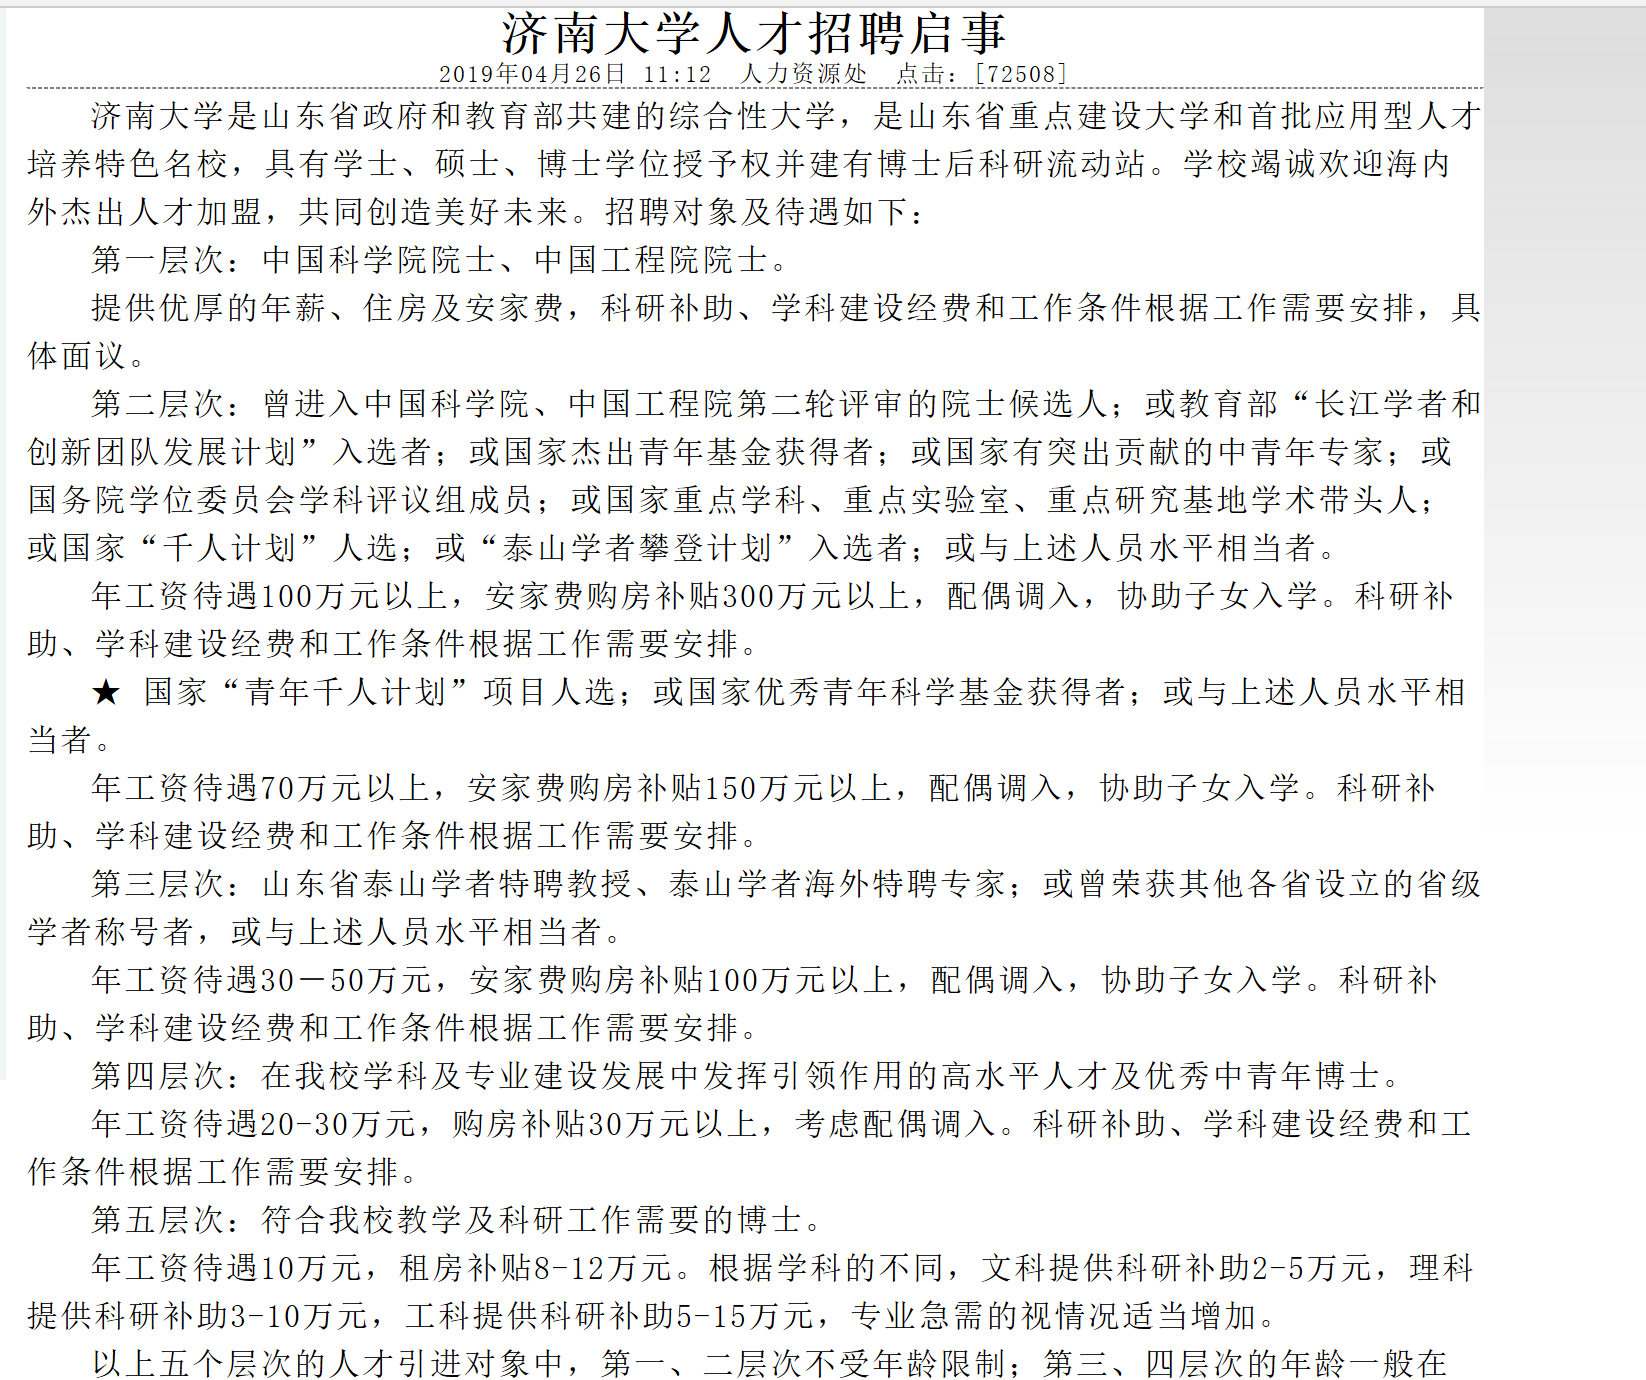 济南大学人才招聘启事
2019年04月26日 11:12 人力资源处 点击：[72508]
济南大学是山东省政府和教育部共建的综合性大学，是山东省重点建设大学和首批应用型人才
培养特色名校，具有学士、硕士、博士学位授予权并建有博士后科研流动站。学校竭诚欢迎海内
外杰出人才加盟，共同创造美好未来。招聘对象及待遇如下：
第一层次：中国科学院院士、中国工程院院士。
提供优厚的年薪、住房及安家费，科研补助、学科建设经费和工作条件根据工作需要安排，具
体面议。
第二层次：曾进入中国科学院、中国工程院第二轮评审的院士候选人；或教育部“长江学者和
创新团队发展计划”入选者；或国家杰出青年基金获得者；或国家有突出贡献的中青年专家；或
国务院学位委员会学科评议组成员；或国家重点学科、重点实验室、重点研究基地学术带头人；
或国家“千人计划”人选；或“泰山学者攀登计划”入选者；或与上述人员水平相当者。
年工资待遇100万元以上，安家费购房补贴300万元以上，配偶调入，协助子女入学。科研补
助、学科建设经费和工作条件根据工作需要安排。
★ 国家“青年千人计划”项目人选；或国家优秀青年科学基金获得者；或与上述人员水平相
当者。
年工资待遇70万元以上，安家费购房补贴150万元以上，配偶调入，协助子女入学。科研补
助、学科建设经费和工作条件根据工作需要安排。
第三层次：山东省泰山学者特聘教授、泰山学者海外特聘专家；或曾荣获其他各省设立的省级
学者称号者，或与上述人员水平相当者。
年工资待遇30－50万元，安家费购房补贴100万元以上，配偶调入，协助子女入学。科研补
助、学科建设经费和工作条件根据工作需要安排。
第四层次：在我校学科及专业建设发展中发挥引领作用的高水平人才及优秀中青年博士。
年工资待遇20-30万元，购房补贴30万元以上，考虑配偶调入。科研补助、学科建设经费和工
作条件根据工作需要安排。
第五层次：符合我校教学及科研工作需要的博士。
年工资待遇10万元，租房补贴8-12万元。根据学科的不同，文科提供科研补助2-5万元，理科
提供科研补助3-10万元，工科提供科研补助5-15万元，专业急需的视情况适当增加。
以上五个层次的人才引进对象中，第一、二层次不受年龄限制；第三、四层次的年龄一般在